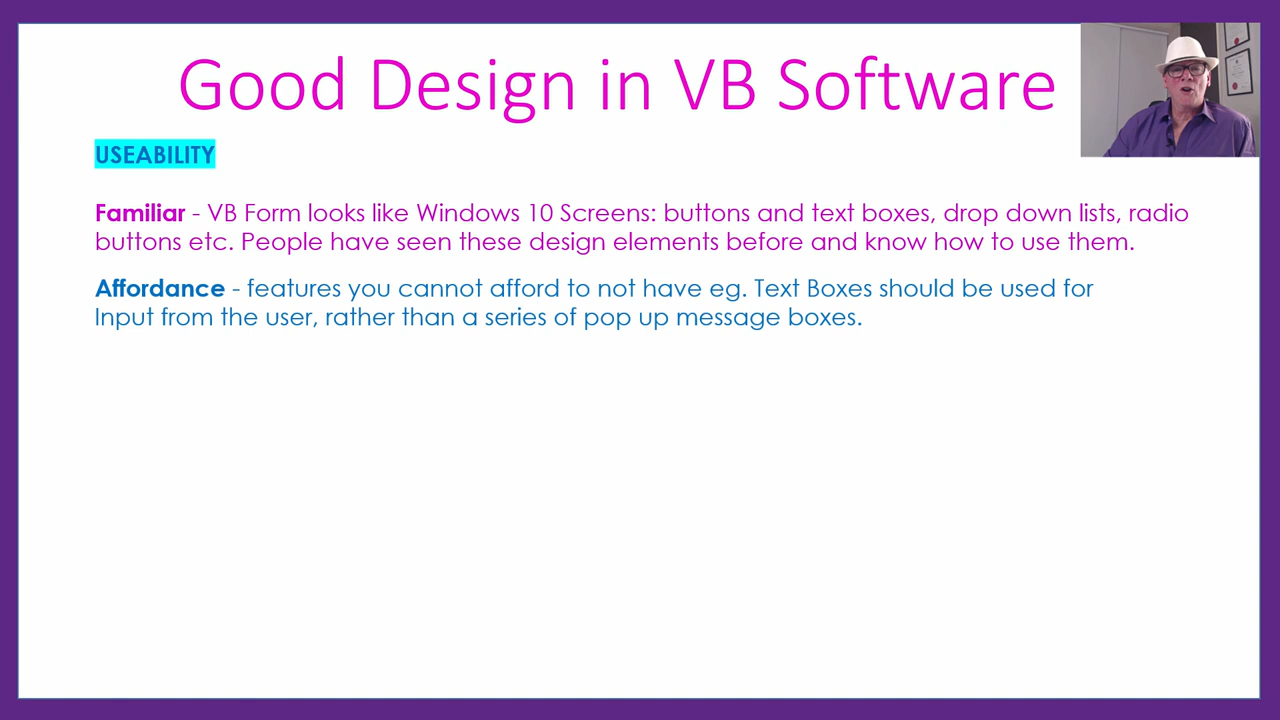 Good Design in VB Software
USEABILITY
Familiar - VB Form looks like Windows 10 Screens: buttons and text boxes, drop down lists, radio
buttons etc. People have seen these design elements before and know how to use them.
Affordance - features you cannot afford to not have eg. Text Boxes should be used for
Input from the user, rather than a series of pop up message boxes.